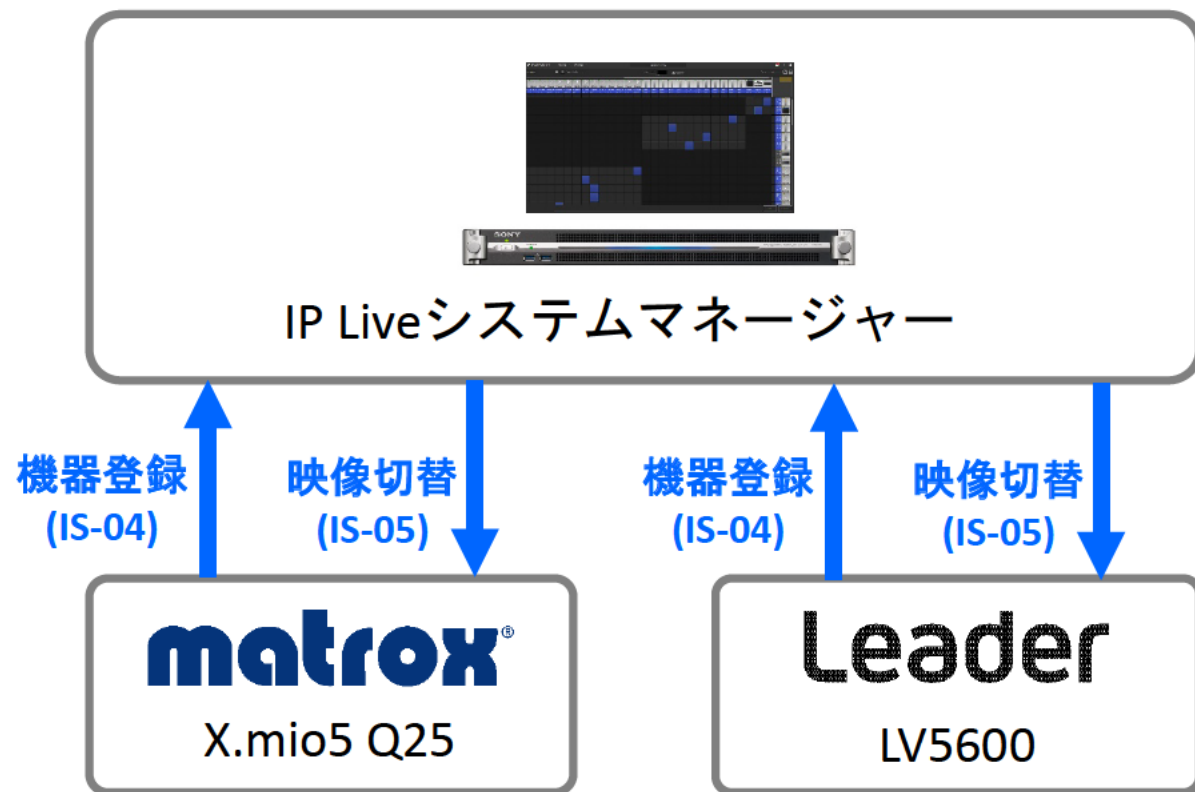 SONY
IP Liveシステムマネージャー
機器登録
(IS-04)
映像切替
(IS-05)
機器登録
(IS-04)
映像切替
(IS-05)
matrox®
X.mio5 Q25
Leader
LV5600